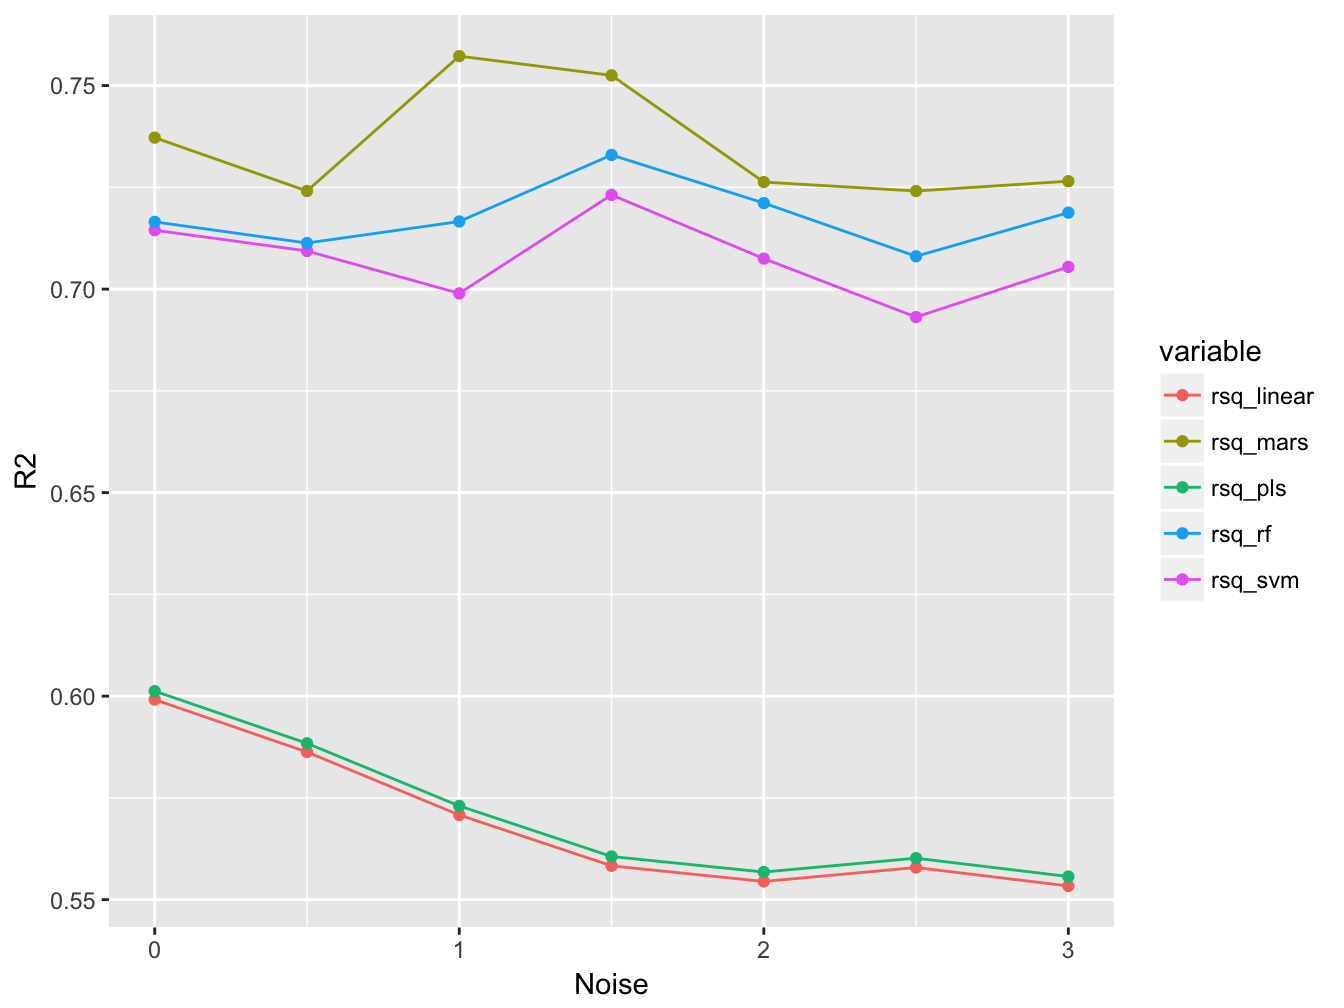 0.75
0.70
0.65
0.60
0.55
R2
0
1
2
3
Noise
variable
rsq_linear
rsq_mars
rsq_pls
rsq_rf
rsq_svm